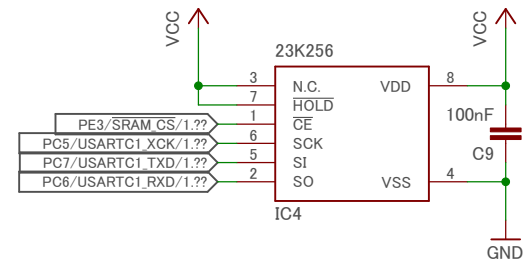 VCC
VCC
23K256
3 N.C. VDD 8
7 HOLD
100nF
PE3/SRAM_CS/1.?? 1 CE
PC5/USARTC1_XCK/1.?? 6 SCK
C9
PC7/USARTC1_TXD/1.?? 5 SI
PC6/USARTC1_RXD/1.?? 2 SO VSS 4
IC4
GND